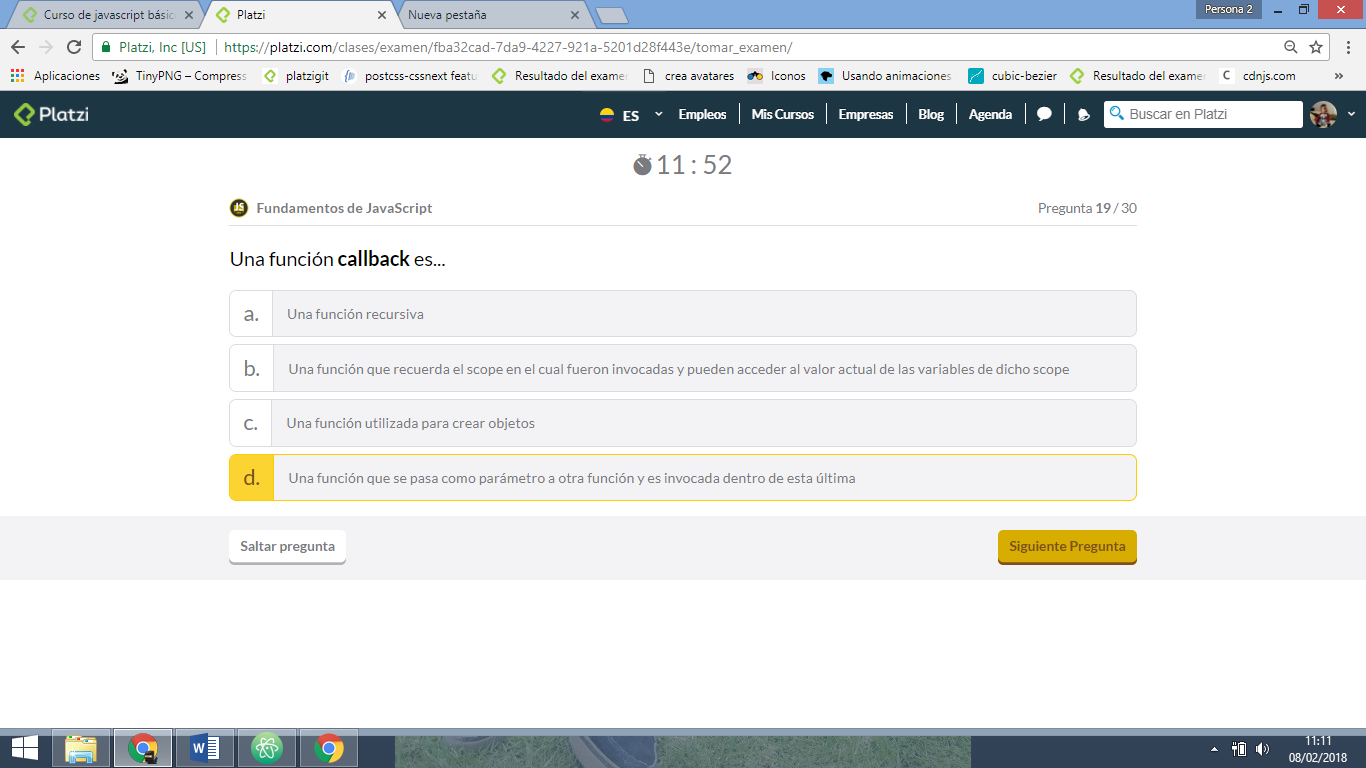 Curso de javascript básic
Platzi
Nueva pestaña
Persona 2
Platzi, Inc [US]
https://platzi.com/clases/examen/fba32cad-7da9-4227-921a-5201d28f443e/tomar_examen/
Aplicaciones
TinyPNG – Compress
platzigit
postcss-cssnext featu
Resultado del exame
crea avatares
Iconos
Usando animaciones
cubic-bezier
Resultado del exame
cdnjs.com
»
Platzi
ES
Empleos
Mis Cursos
Empresas
Blog
Agenda
Buscar en Platzi
11 : 52
Fundamentos de JavaScript
Pregunta 19 / 30
Una función callback es...
a. Una función recursiva
b. Una función que recuerda el scope en el cual fueron invocadas y pueden acceder al valor actual de las variables de dicho scope
c. Una función utilizada para crear objetos
d. Una función que se pasa como parámetro a otra función y es invocada dentro de esta última
Saltar pregunta
Siguiente Pregunta
11:11
08/02/2018